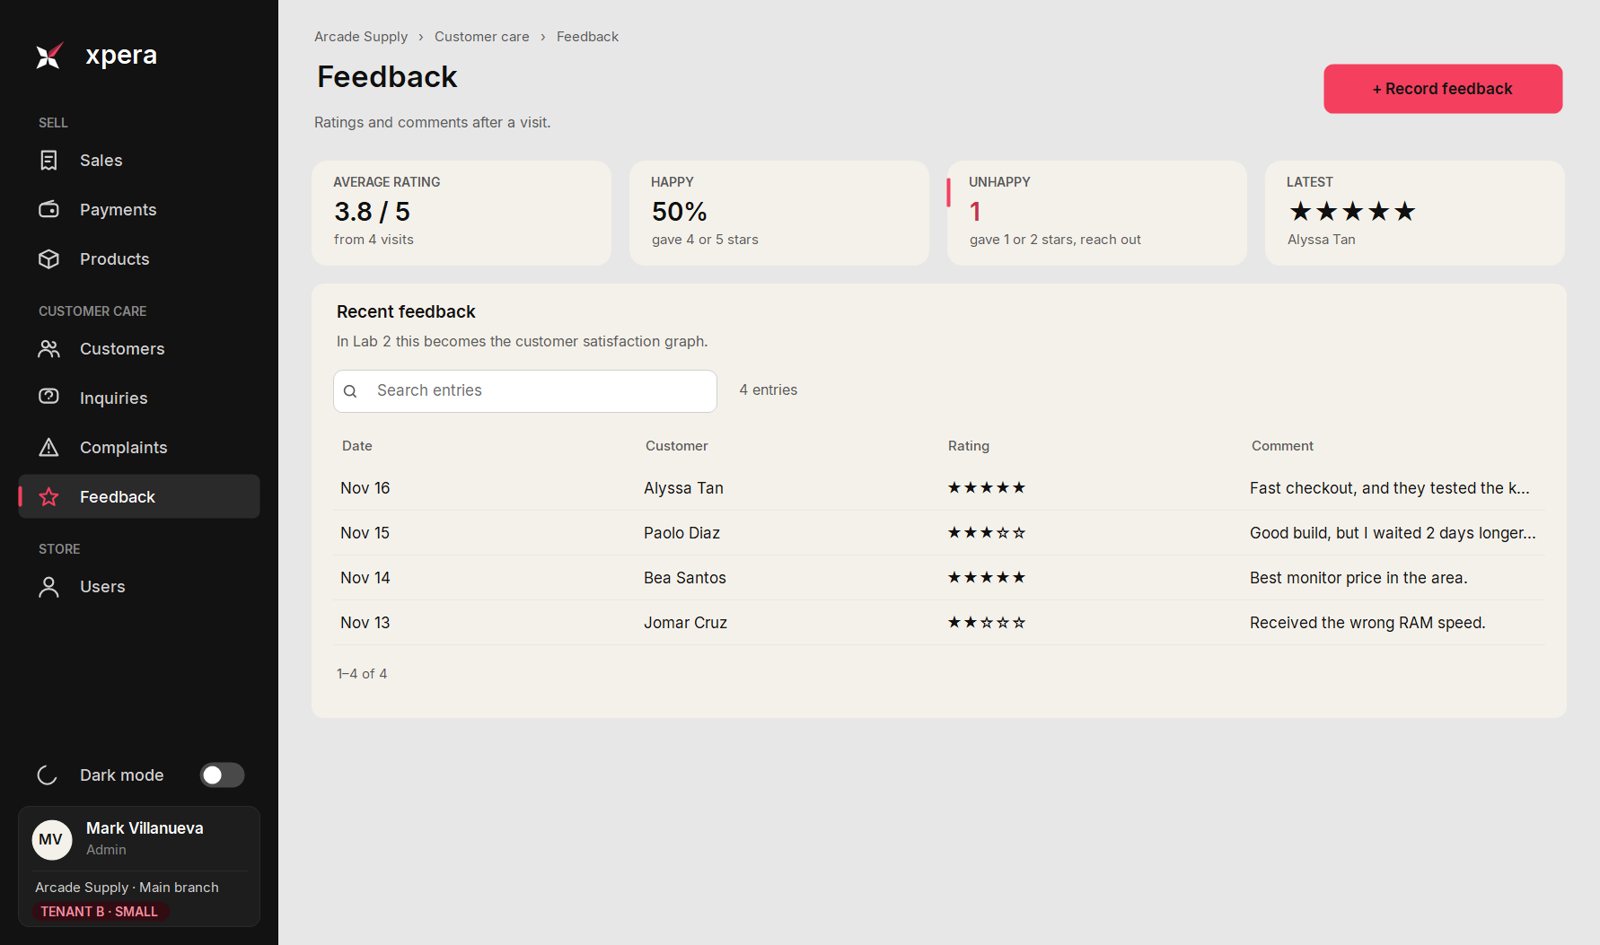 xpera
SELL
Sales
Payments
Products
CUSTOMER CARE
Customers
Inquiries
Complaints
Feedback
STORE
Users
Dark mode
MV
Mark Villanueva
Admin
Arcade Supply · Main branch
TENANT B · SMALL
Arcade Supply › Customer care › Feedback
Feedback
Ratings and comments after a visit.
+ Record feedback
AVERAGE RATING
3.8 / 5
from 4 visits
HAPPY
50%
gave 4 or 5 stars
UNHAPPY
1
gave 1 or 2 stars, reach out
LATEST
★★★★★
Alyssa Tan
Recent feedback
In Lab 2 this becomes the customer satisfaction graph.
Search entries
4 entries
Date Customer Rating Comment
Nov 16 Alyssa Tan ★★★★★ Fast checkout, and they tested the k...
Nov 15 Paolo Diaz ★★★☆☆ Good build, but I waited 2 days longer...
Nov 14 Bea Santos ★★★★★ Best monitor price in the area.
Nov 13 Jomar Cruz ★★☆☆☆ Received the wrong RAM speed.
1–4 of 4